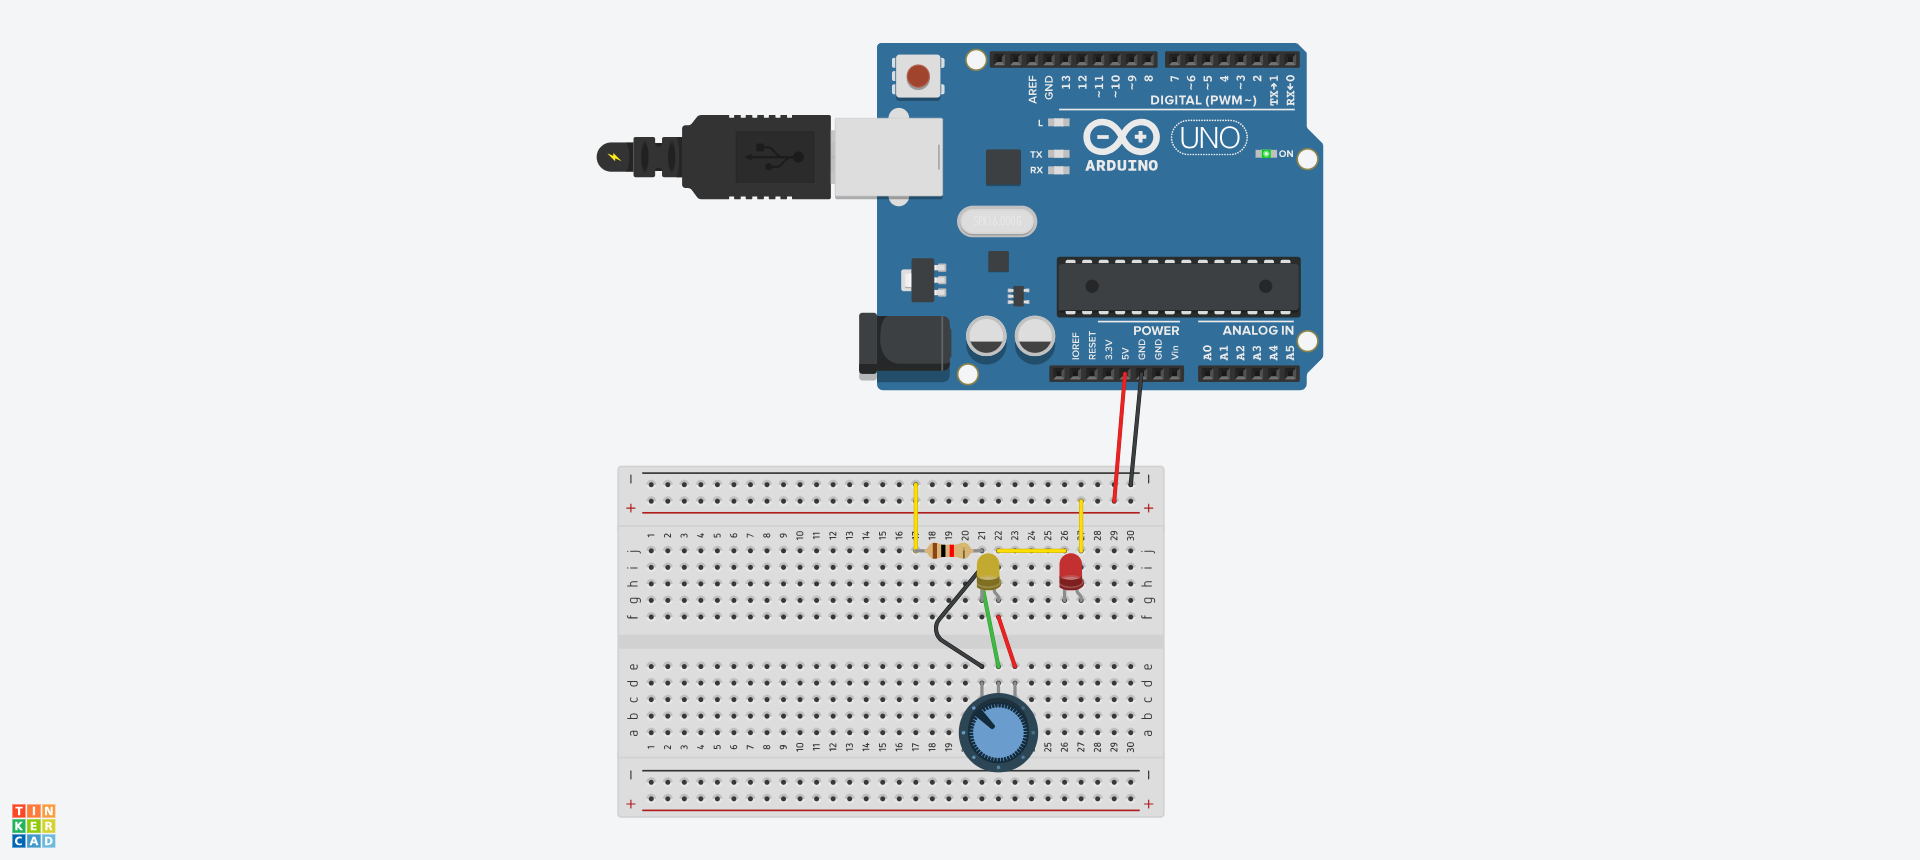 AREF GND 13 12 ~11 ~10 ~9 8 7 ~6 ~5 4 ~3 2 TX→1 RX←0
DIGITAL (PWM~)
L
TX
RX
ARDUINO
UNO
ON
POWER
ANALOG IN
IOREF RESET 3.3V 5V GND GND Vin A0 A1 A2 A3 A4 A5
− −
+ +
1 2 3 4 5 6 7 8 9 10 11 12 13 14 15 16 18 19 20 21 22 23 24 25 26 28 29 30
j j
i i
h h
g g
f f
e e
d d
c c
b b
a a
1 2 3 4 5 6 7 8 9 10 11 12 13 14 15 16 17 18 19 25 26 27 28 29 30
− −
+ +
TIN
KER
CAD